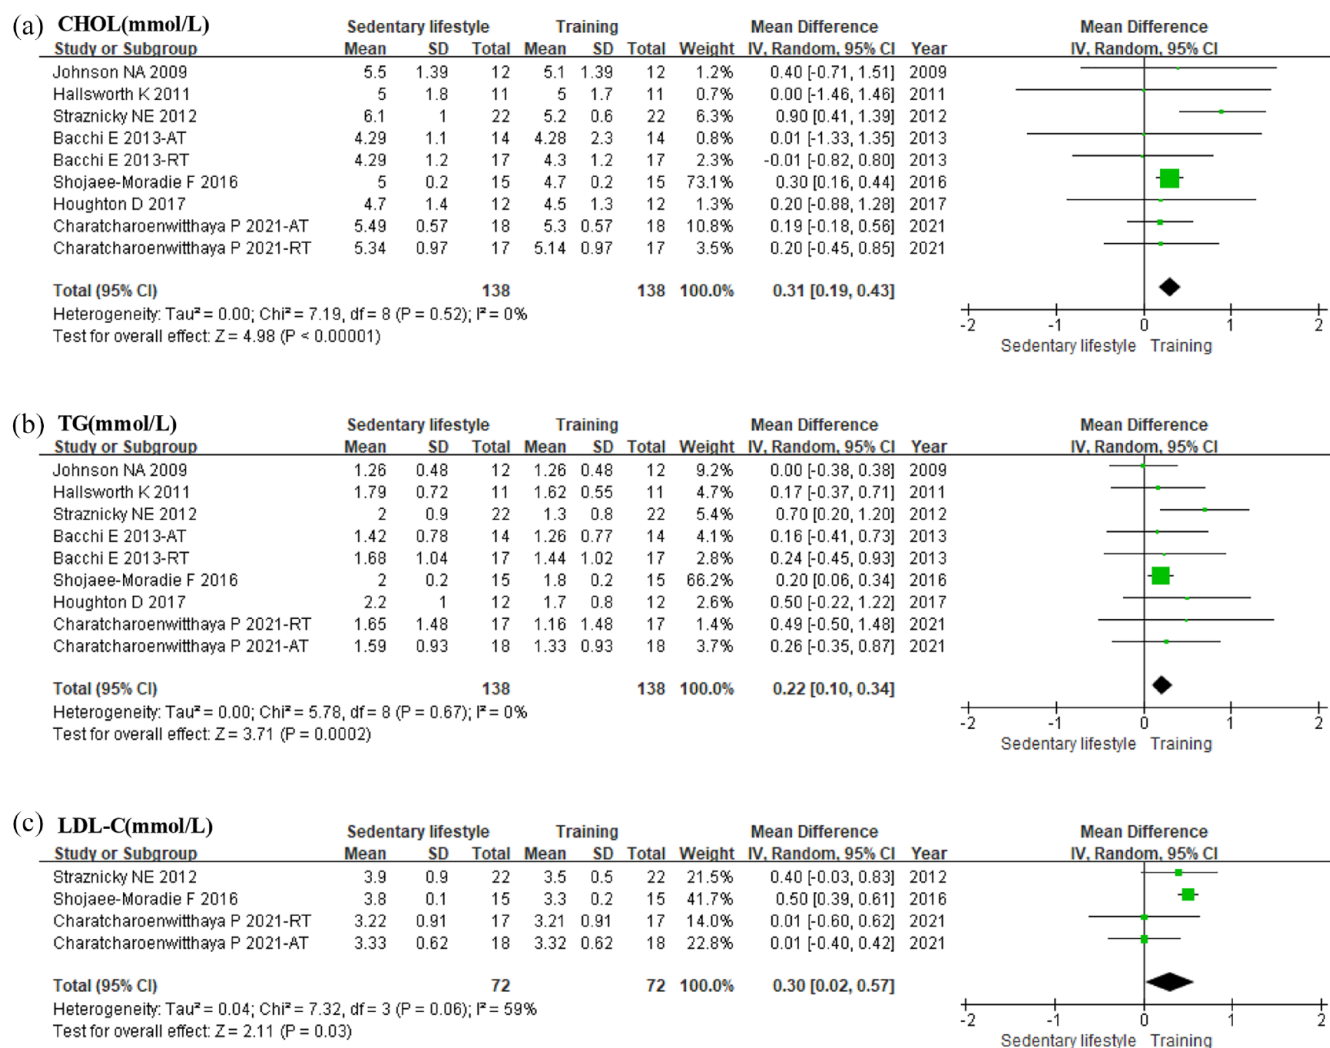 (a) CHOL(mmol/L) Sedentary lifestyle Training Mean Difference Mean Difference
Study or Subgroup Mean SD Total Mean SD Total Weight IV, Random, 95% CI Year IV, Random, 95% CI
Johnson NA 2009 5.5 1.39 12 5.1 1.39 12 1.2% 0.40 [-0.71, 1.51] 2009
Hallsworth K 2011 5 1.8 11 5 1.7 11 0.7% 0.00 [-1.46, 1.46] 2011
Straznicky NE 2012 6.1 1 22 5.2 0.6 22 6.3% 0.90 [0.41, 1.39] 2012
Bacchi E 2013-AT 4.29 1.1 14 4.28 2.3 14 0.8% 0.01 [-1.33, 1.35] 2013
Bacchi E 2013-RT 4.29 1.2 17 4.3 1.2 17 2.3% -0.01 [-0.82, 0.80] 2013
Shojaee-Moradie F 2016 5 0.2 15 4.7 0.2 15 73.1% 0.30 [0.16, 0.44] 2016
Houghton D 2017 4.7 1.4 12 4.5 1.3 12 1.3% 0.20 [-0.88, 1.28] 2017
Charatcharoenwitthaya P 2021-AT 5.49 0.57 18 5.3 0.57 18 10.8% 0.19 [-0.18, 0.56] 2021
Charatcharoenwitthaya P 2021-RT 5.34 0.97 17 5.14 0.97 17 3.5% 0.20 [-0.45, 0.85] 2021
Total (95% CI) 138 138 100.0% 0.31 [0.19, 0.43]
Heterogeneity: Tau² = 0.00; Chi² = 7.19, df = 8 (P = 0.52); I² = 0%
Test for overall effect: Z = 4.98 (P < 0.00001)
-2 -1 0 1 2
Sedentary lifestyle Training
(b) TG(mmol/L) Sedentary lifestyle Training Mean Difference Mean Difference
Study or Subgroup Mean SD Total Mean SD Total Weight IV, Random, 95% CI Year IV, Random, 95% CI
Johnson NA 2009 1.26 0.48 12 1.26 0.48 12 9.2% 0.00 [-0.38, 0.38] 2009
Hallsworth K 2011 1.79 0.72 11 1.62 0.55 11 4.7% 0.17 [-0.37, 0.71] 2011
Straznicky NE 2012 2 0.9 22 1.3 0.8 22 5.4% 0.70 [0.20, 1.20] 2012
Bacchi E 2013-AT 1.42 0.78 14 1.26 0.77 14 4.1% 0.16 [-0.41, 0.73] 2013
Bacchi E 2013-RT 1.68 1.04 17 1.44 1.02 17 2.8% 0.24 [-0.45, 0.93] 2013
Shojaee-Moradie F 2016 2 0.2 15 1.8 0.2 15 66.2% 0.20 [0.06, 0.34] 2016
Houghton D 2017 2.2 1 12 1.7 0.8 12 2.6% 0.50 [-0.22, 1.22] 2017
Charatcharoenwitthaya P 2021-RT 1.65 1.48 17 1.16 1.48 17 1.4% 0.49 [-0.50, 1.48] 2021
Charatcharoenwitthaya P 2021-AT 1.59 0.93 18 1.33 0.93 18 3.7% 0.26 [-0.35, 0.87] 2021
Total (95% CI) 138 138 100.0% 0.22 [0.10, 0.34]
Heterogeneity: Tau² = 0.00; Chi² = 5.78, df = 8 (P = 0.67); I² = 0%
Test for overall effect: Z = 3.71 (P = 0.0002)
-2 -1 0 1 2
Sedentary lifestyle Training
(c) LDL-C(mmol/L) Sedentary lifestyle Training Mean Difference Mean Difference
Study or Subgroup Mean SD Total Mean SD Total Weight IV, Random, 95% CI Year IV, Random, 95% CI
Straznicky NE 2012 3.9 0.9 22 3.5 0.5 22 21.5% 0.40 [-0.03, 0.83] 2012
Shojaee-Moradie F 2016 3.8 0.1 15 3.3 0.2 15 41.7% 0.50 [0.39, 0.61] 2016
Charatcharoenwitthaya P 2021-RT 3.22 0.91 17 3.21 0.91 17 14.0% 0.01 [-0.60, 0.62] 2021
Charatcharoenwitthaya P 2021-AT 3.33 0.62 18 3.32 0.62 18 22.8% 0.01 [-0.40, 0.42] 2021
Total (95% CI) 72 72 100.0% 0.30 [0.02, 0.57]
Heterogeneity: Tau² = 0.04; Chi² = 7.32, df = 3 (P = 0.06); I² = 59%
Test for overall effect: Z = 2.11 (P = 0.03)
-2 -1 0 1 2
Sedentary lifestyle Training